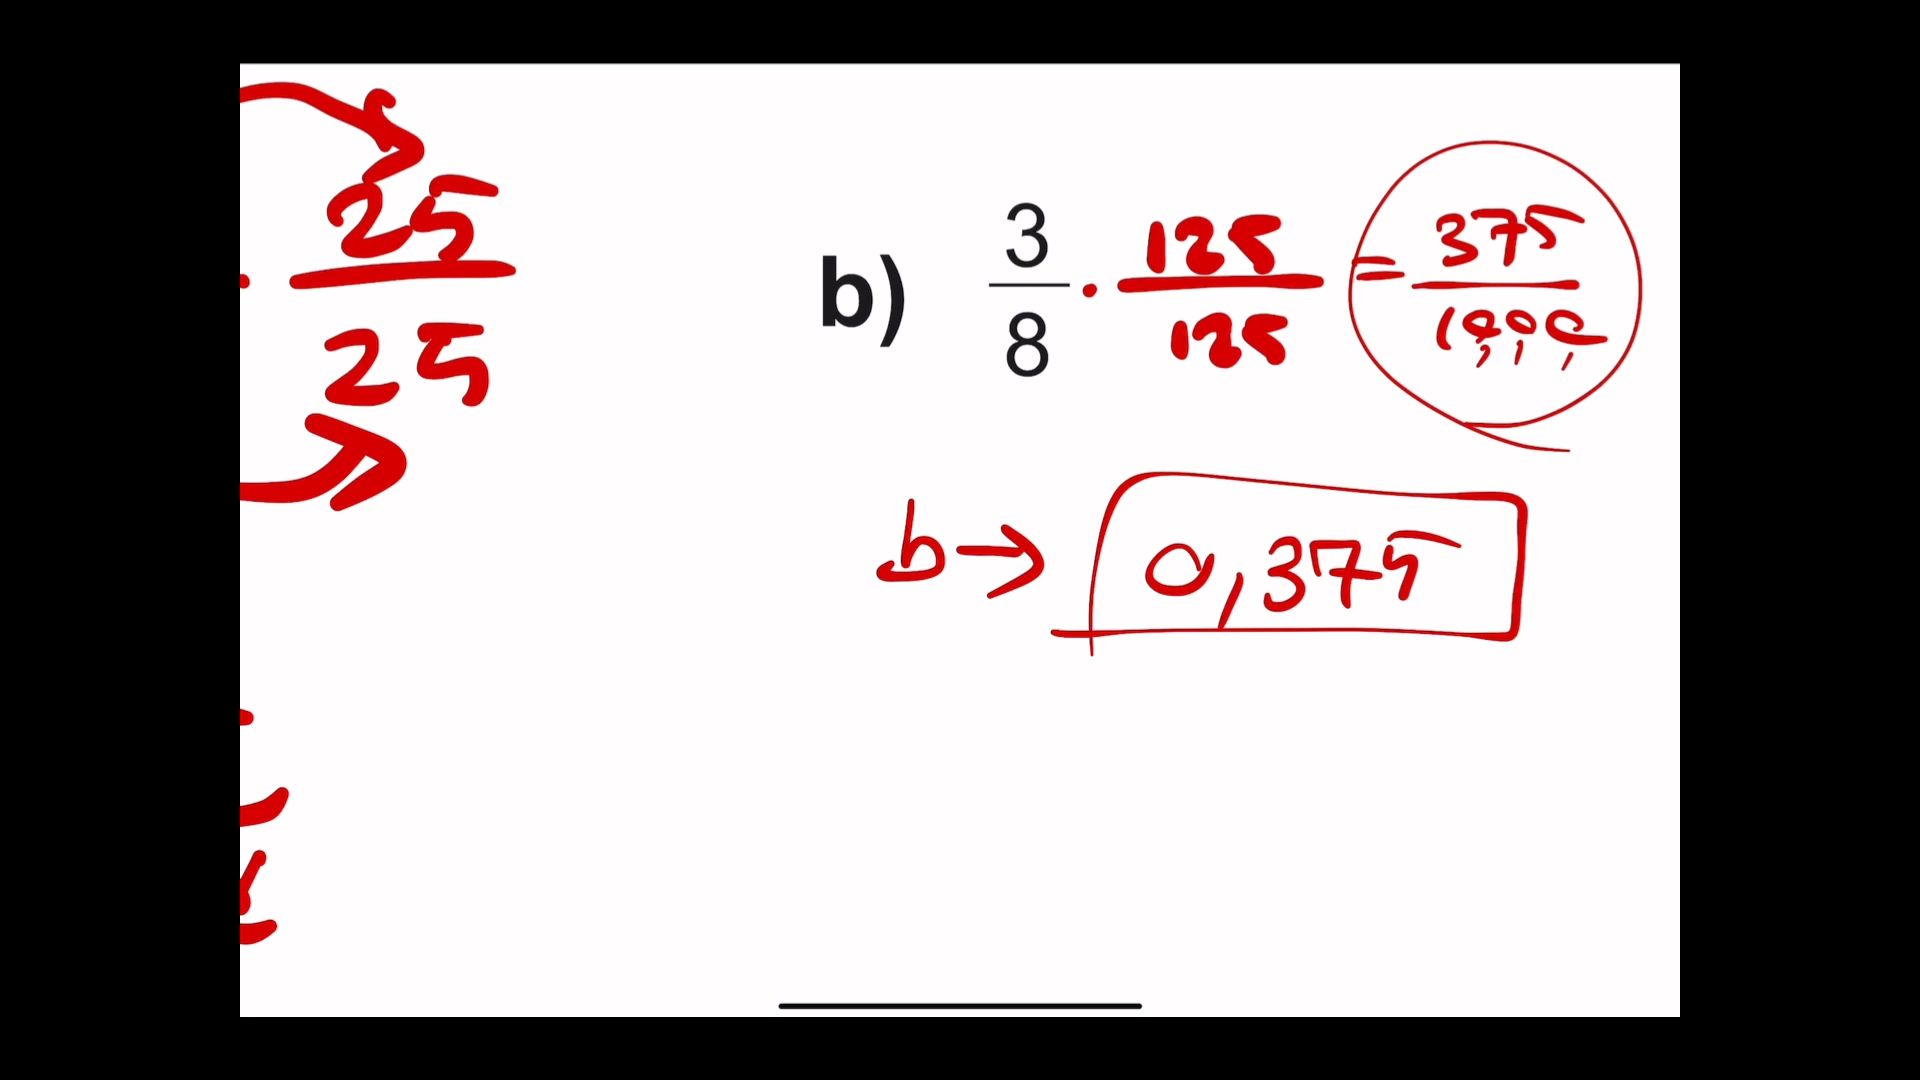 · 25/25
b) 3/8 · 125/125 = 375/1000
b → 0,375